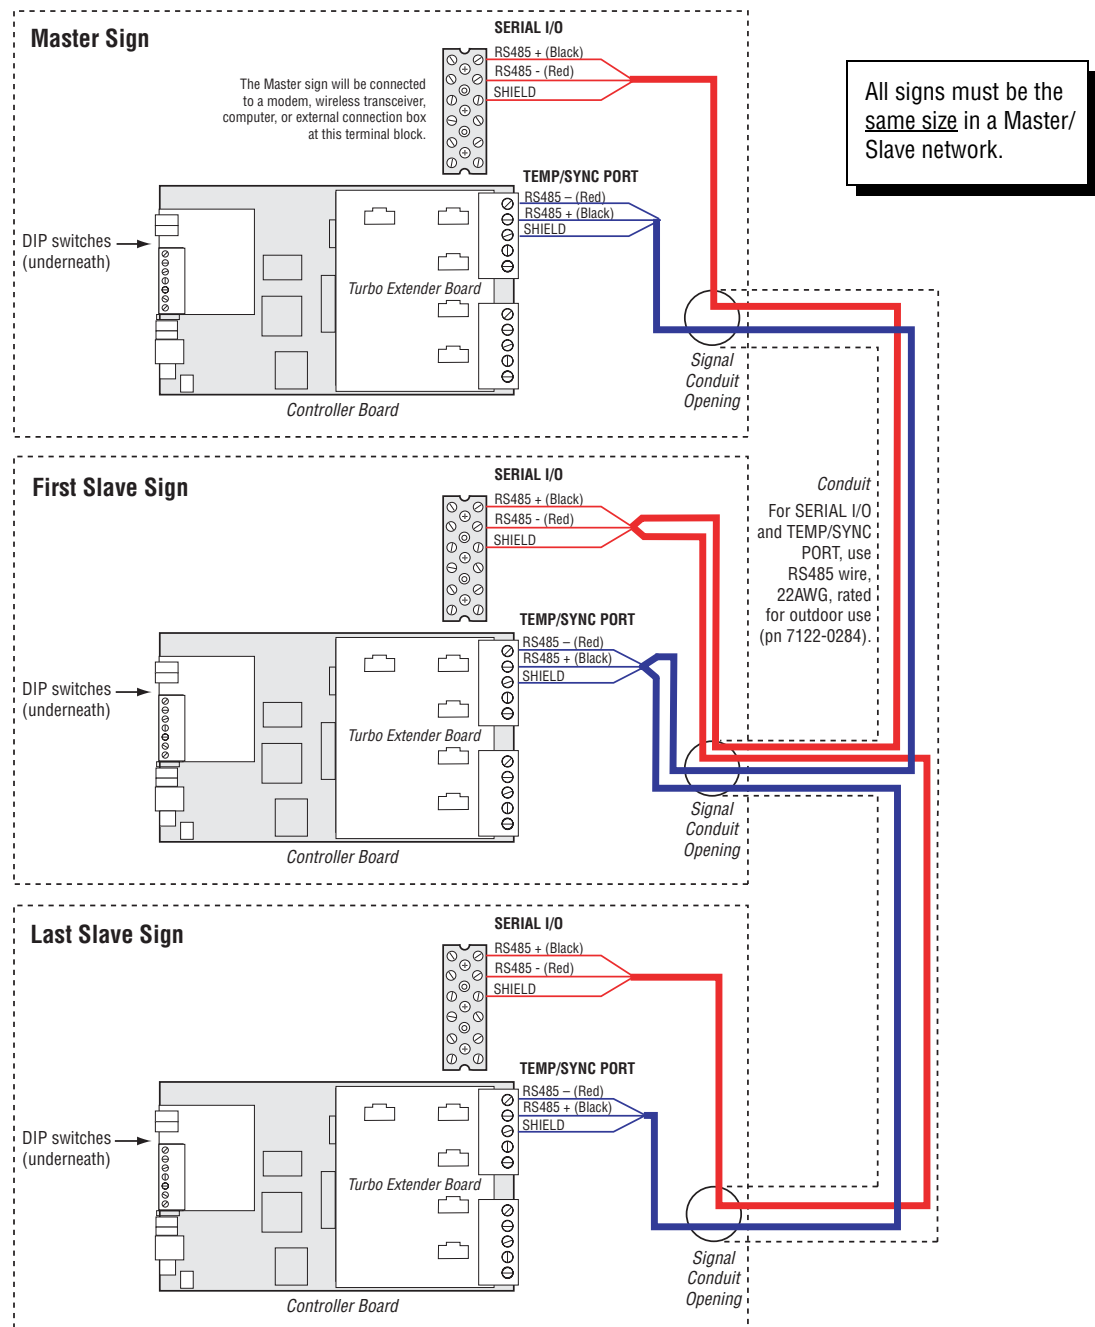 Master Sign
SERIAL I/O
RS485 + (Black)
RS485 - (Red)
SHIELD
The Master sign will be connected
to a modem, wireless transceiver,
computer, or external connection box
at this terminal block.
All signs must be the
same size in a Master/
Slave network.
TEMP/SYNC PORT
RS485 – (Red)
RS485 + (Black)
SHIELD
DIP switches
(underneath)
Turbo Extender Board
Controller Board
Signal
Conduit
Opening
First Slave Sign
SERIAL I/O
RS485 + (Black)
RS485 - (Red)
SHIELD
Conduit
For SERIAL I/O
and TEMP/SYNC
PORT, use
RS485 wire,
22AWG, rated
for outdoor use
(pn 7122-0284).
TEMP/SYNC PORT
RS485 – (Red)
RS485 + (Black)
SHIELD
DIP switches
(underneath)
Turbo Extender Board
Controller Board
Signal
Conduit
Opening
Last Slave Sign
SERIAL I/O
RS485 + (Black)
RS485 - (Red)
SHIELD
TEMP/SYNC PORT
RS485 – (Red)
RS485 + (Black)
SHIELD
DIP switches
(underneath)
Turbo Extender Board
Controller Board
Signal
Conduit
Opening